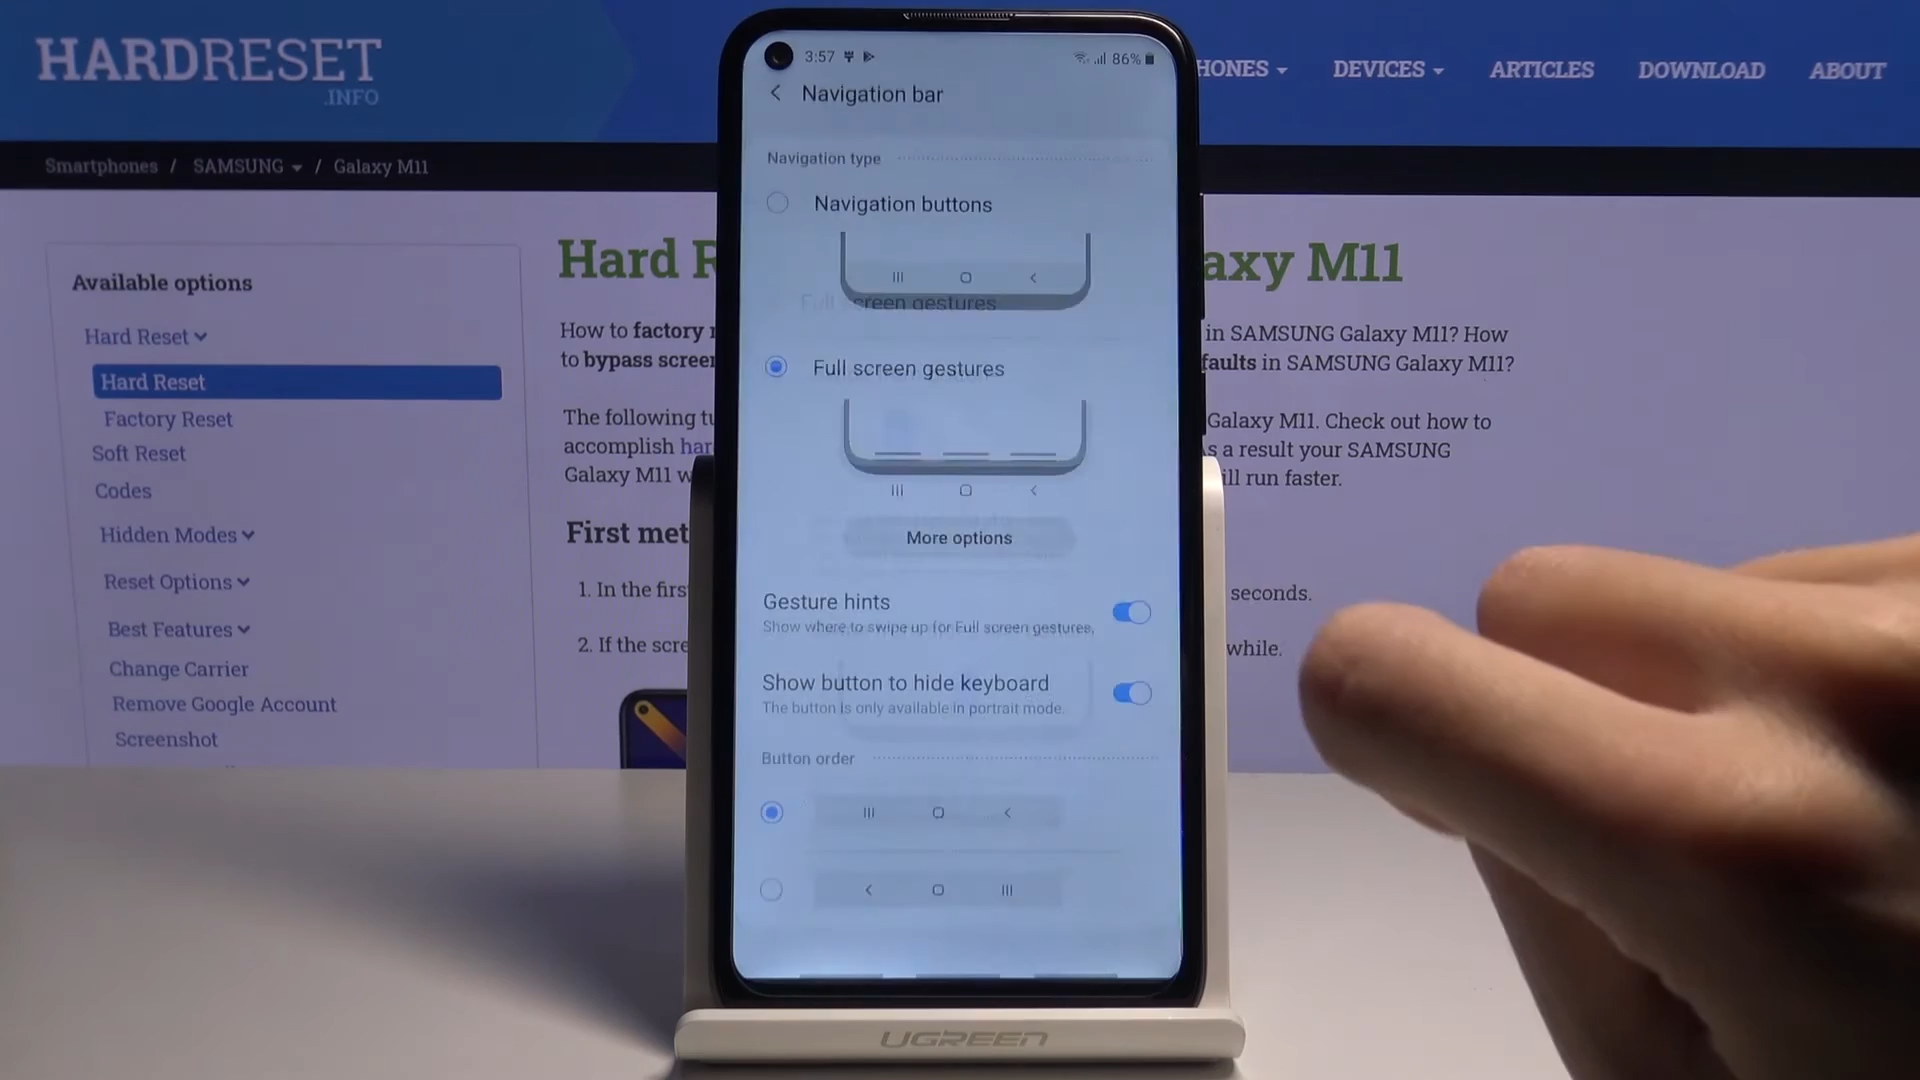 HARDRESET
.INFO
HONES
DEVICES
ARTICLES
DOWNLOAD
ABOUT
Smartphones / SAMSUNG / Galaxy M11
Available options
Hard Reset
Hard Reset
Factory Reset
Soft Reset
Codes
Hidden Modes
Reset Options
Best Features
Change Carrier
Remove Google Account
Screenshot
Hard R
axy M11
How to factory r
in SAMSUNG Galaxy M11? How
to bypass screen
faults in SAMSUNG Galaxy M11?
The following tu
Galaxy M11. Check out how to
accomplish har
s a result your SAMSUNG
Galaxy M11 w
ill run faster.
First met
1. In the firs
seconds.
2. If the scre
while.
3:57
86%
Navigation bar
Navigation type
Navigation buttons
Full screen gestures
Full screen gestures
More options
Gesture hints
Show where to swipe up for Full screen gestures.
Show button to hide keyboard
The button is only available in portrait mode.
Button order
UGREEN